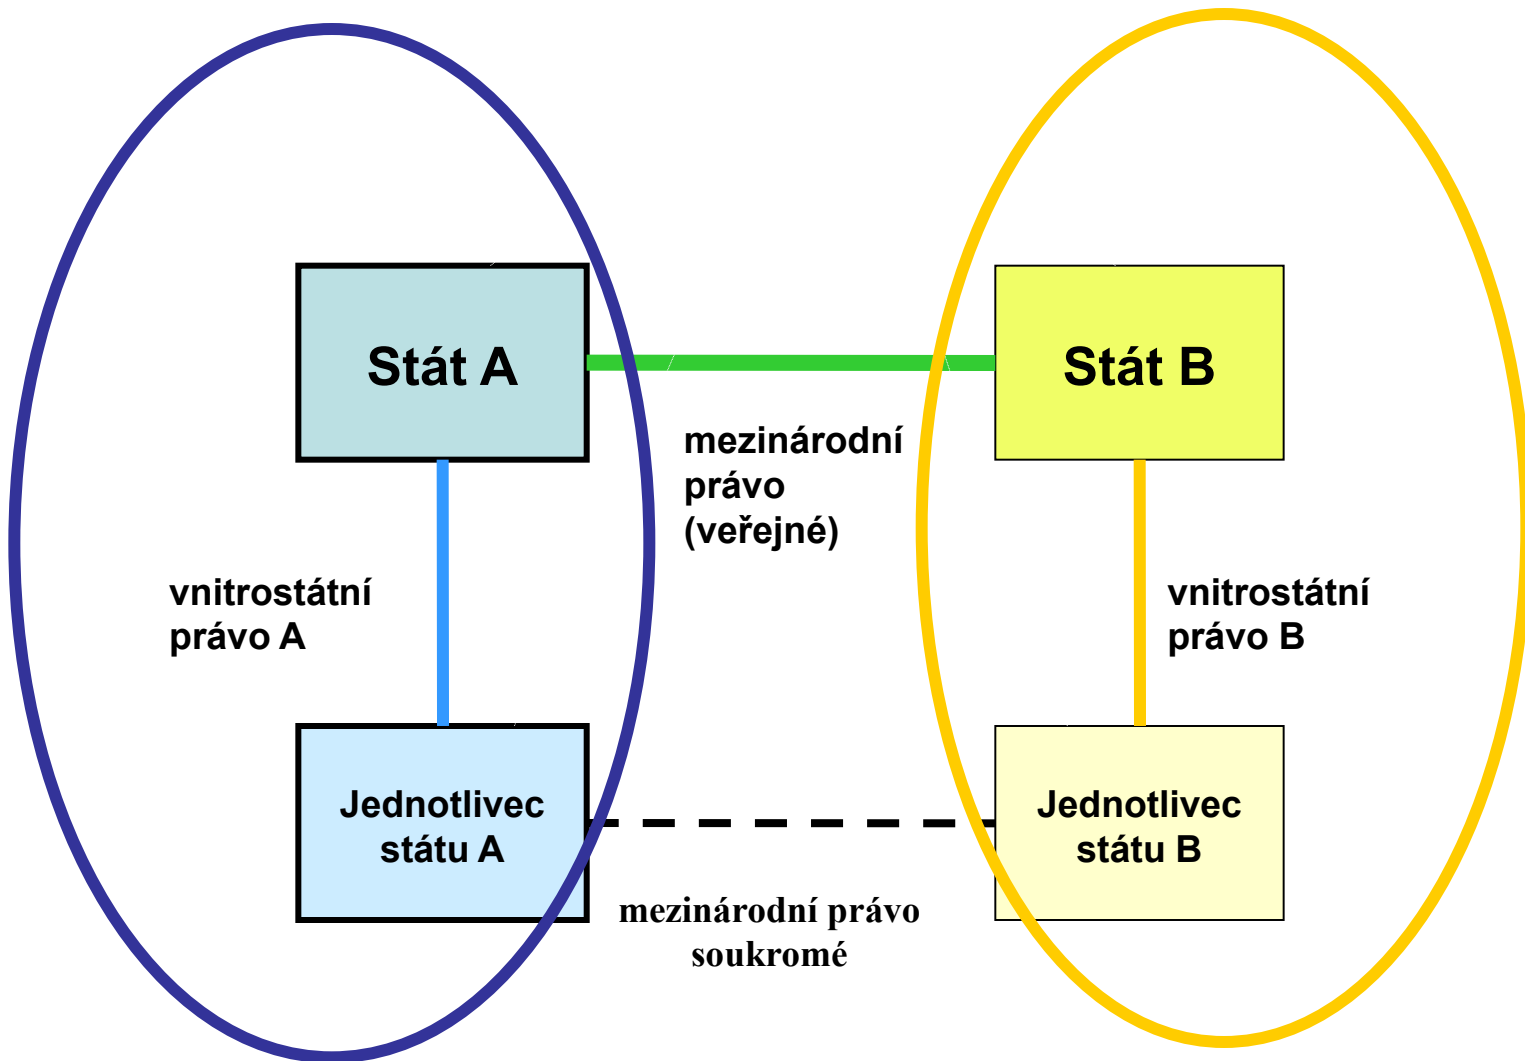 Stát A
Stát B
mezinárodní
právo
(veřejné)
vnitrostátní
právo A
vnitrostátní
právo B
Jednotlivec
státu A
Jednotlivec
státu B
mezinárodní právo
soukromé